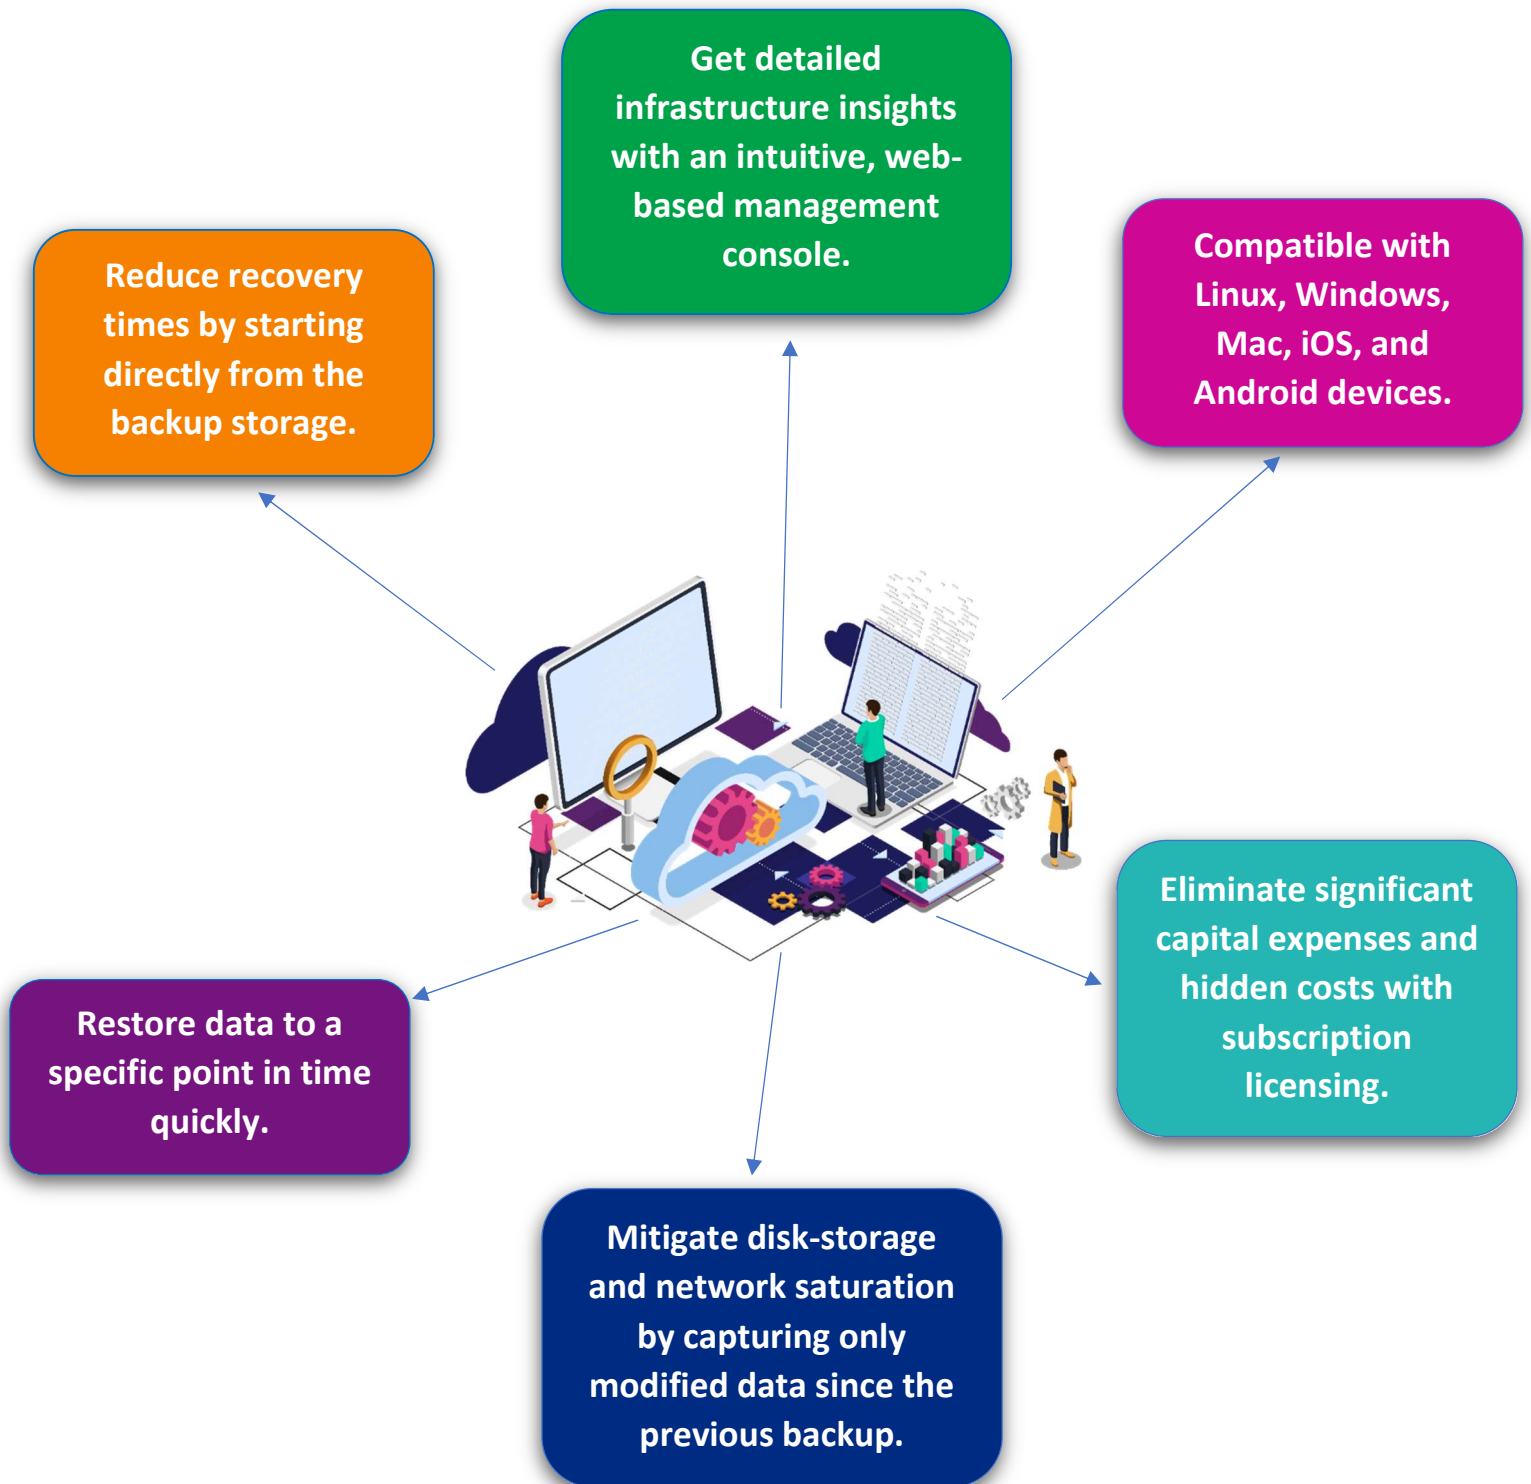 Get detailed
infrastructure insights
with an intuitive, web-
based management
console.
Reduce recovery
times by starting
directly from the
backup storage.
Compatible with
Linux, Windows,
Mac, iOS, and
Android devices.
Eliminate significant
capital expenses and
hidden costs with
subscription
licensing.
Restore data to a
specific point in time
quickly.
Mitigate disk-storage
and network saturation
by capturing only
modified data since the
previous backup.